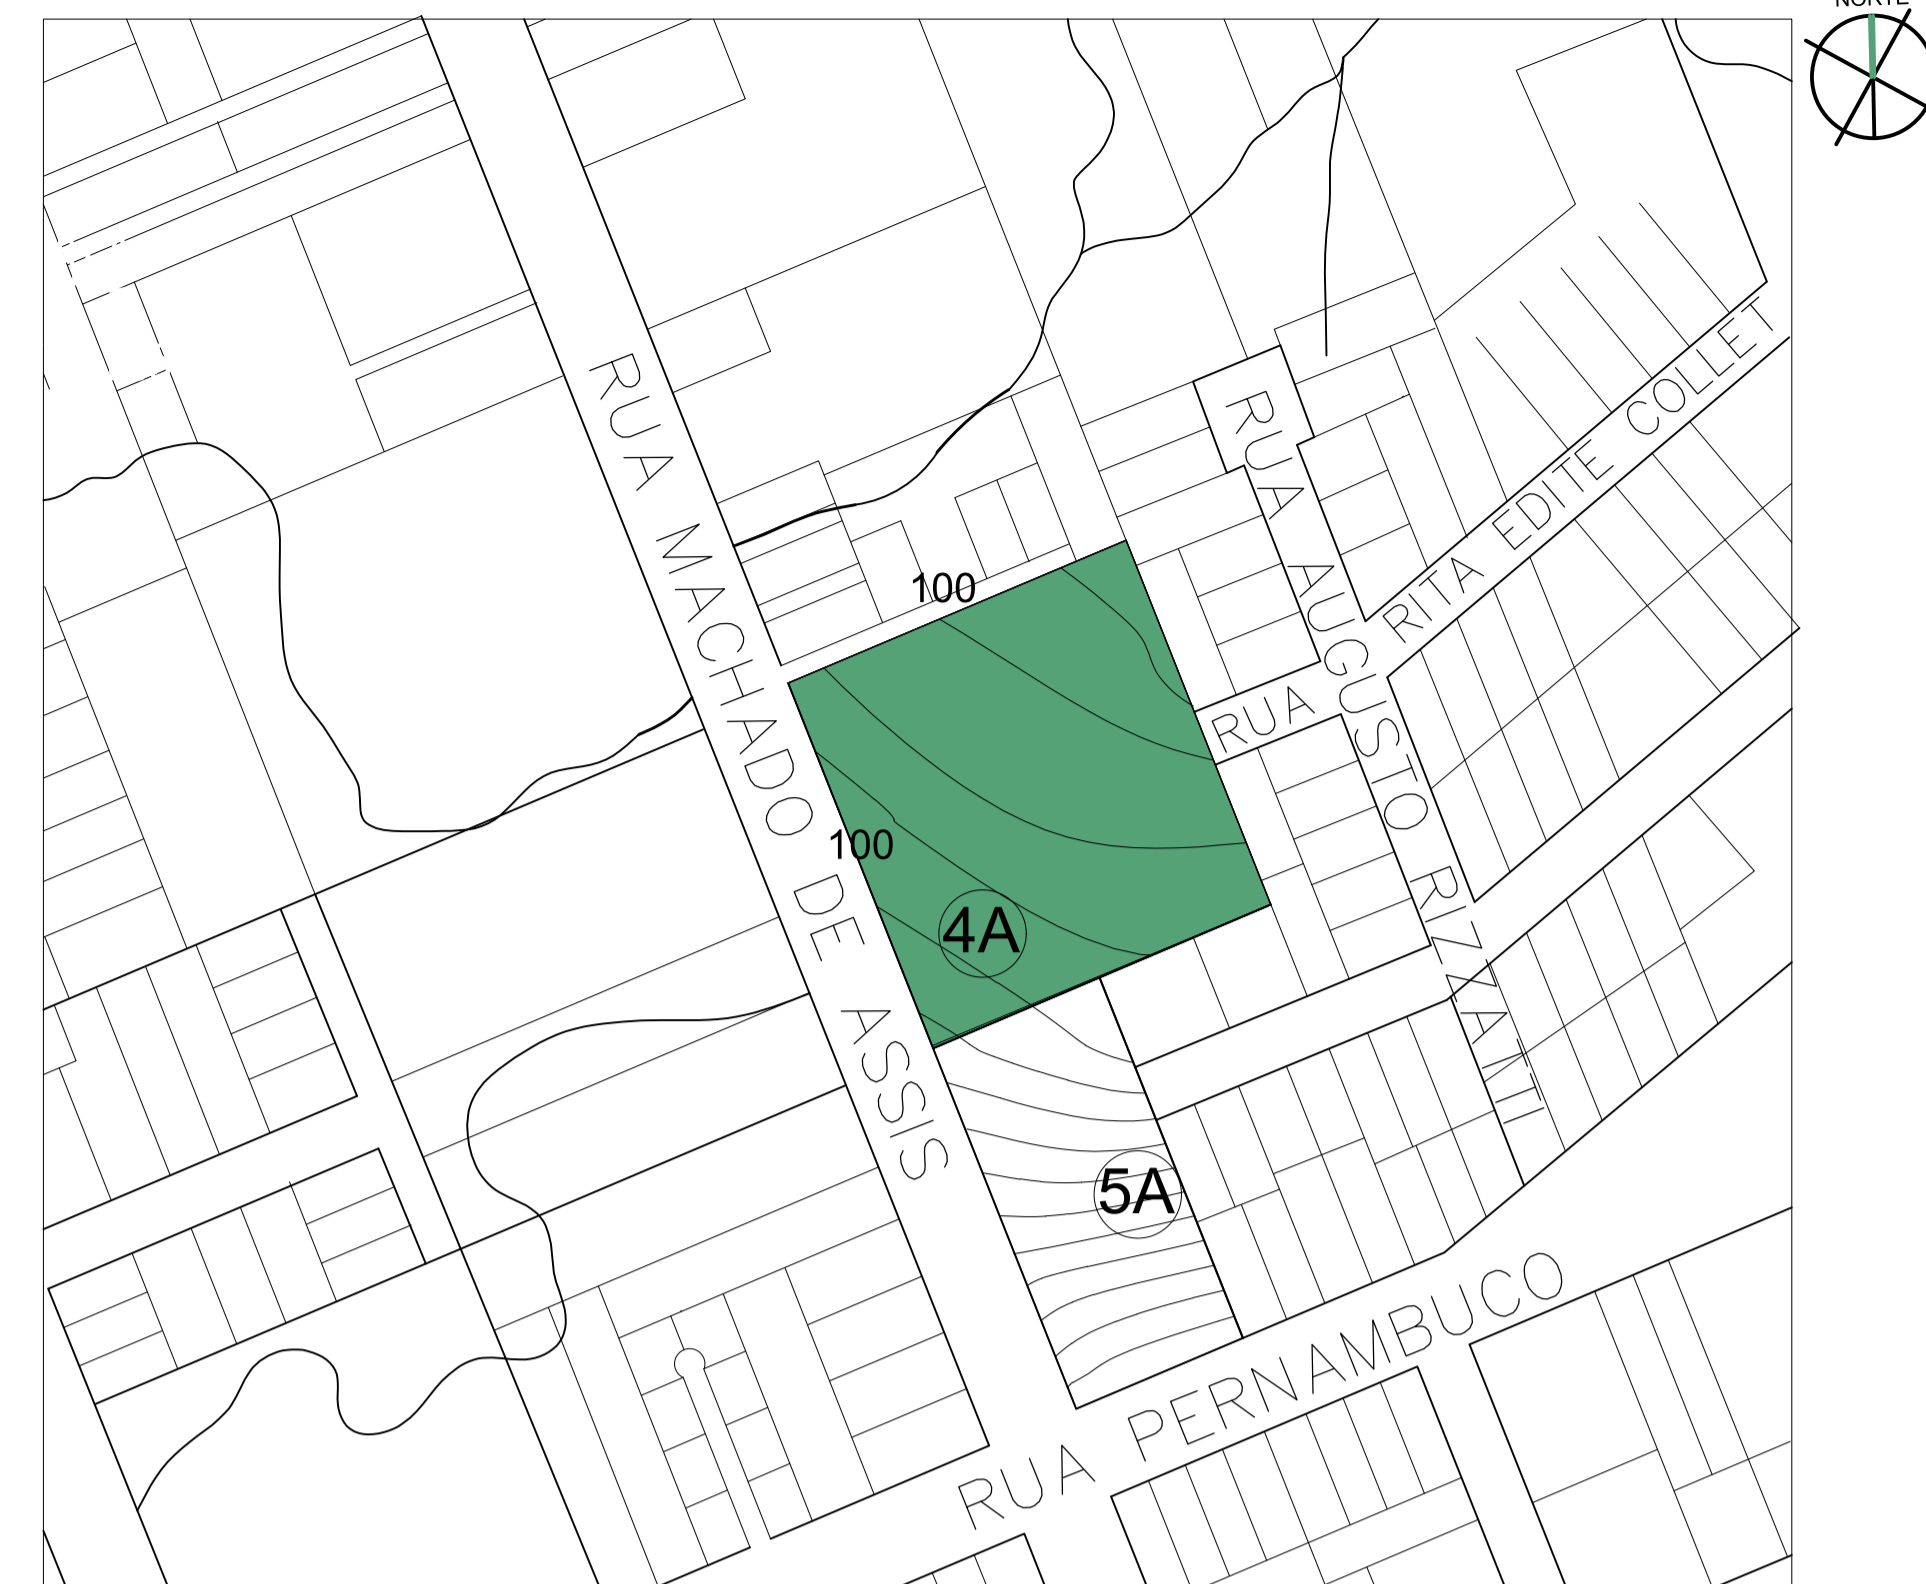 NORTE
RUA MACHADO DE ASSIS
RUA AUGUSTO RIZZATTI
RUA RITA EDITE COLLET
100
100
4A
5A
RUA PERNAMBUCO